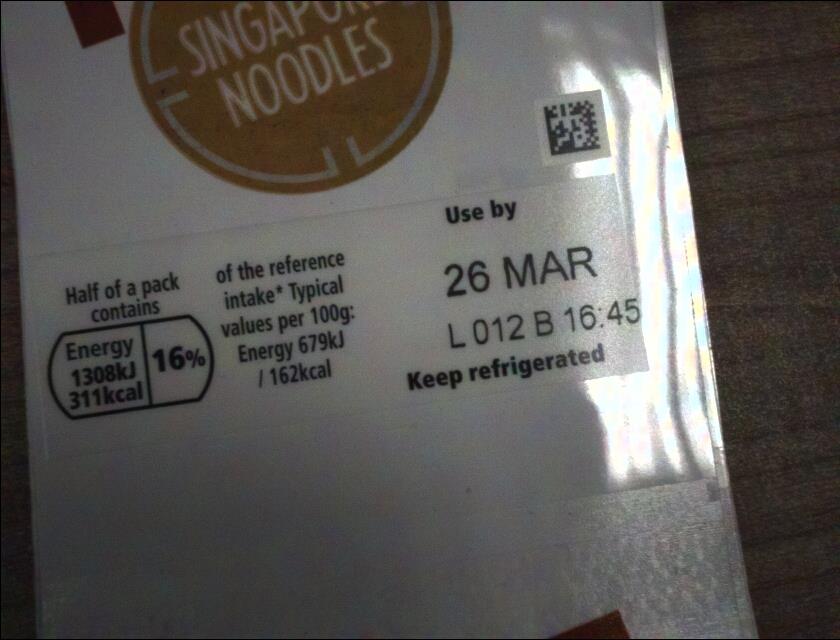 SINGAPORE
NOODLES
Use by
26 MAR
L 012 B 16:45
Keep refrigerated
Half of a pack
contains
Energy
1308kJ
311kcal
16%
of the reference
intake* Typical
values per 100g:
Energy 679kJ
/ 162kcal